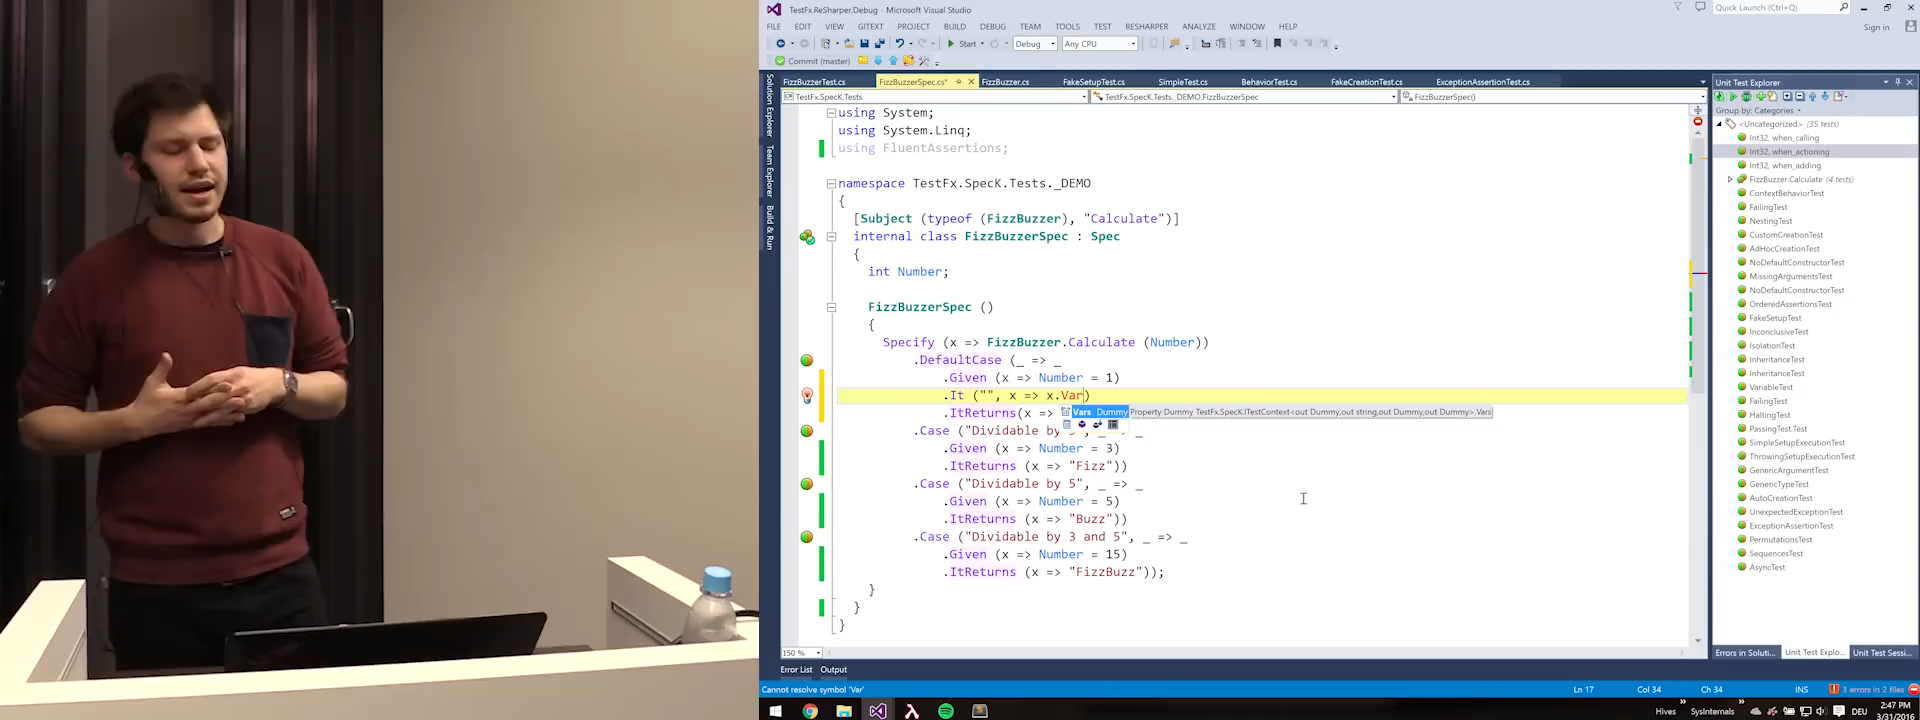 TestFx.ReSharper.Debug - Microsoft Visual Studio
Quick Launch (Ctrl+Q)
FILE EDIT VIEW GITEXT PROJECT BUILD DEBUG TEAM TOOLS TEST RESHARPER ANALYZE WINDOW HELP
Sign in
Start Debug Any CPU
Commit (master)
Solution Explorer
Team Explorer
Build & Run
FizzBuzzerTest.cs FizzBuzzerSpec.cs* FizzBuzzer.cs FakeSetupTest.cs SimpleTest.cs BehaviorTest.cs FakeCreationTest.cs ExceptionAssertionTest.cs
TestFx.SpecK.Tests TestFx.SpecK.Tests._DEMO.FizzBuzzerSpec FizzBuzzerSpec()
using System;
using System.Linq;
using FluentAssertions;
namespace TestFx.SpecK.Tests._DEMO
{
[Subject (typeof (FizzBuzzer), "Calculate")]
internal class FizzBuzzerSpec : Spec
{
int Number;
FizzBuzzerSpec ()
{
Specify (x => FizzBuzzer.Calculate (Number))
.DefaultCase (_ => _
.Given (x => Number = 1)
.It ("", x => x.Var)
.ItReturns(x =>
Vars Dummy Property Dummy TestFx.SpecK.ITestContext<out Dummy,out string,out Dummy,out Dummy>.Vars
.Case ("Dividable by
.Given (x => Number = 3)
.ItReturns (x => "Fizz"))
.Case ("Dividable by 5", _ => _
.Given (x => Number = 5)
.ItReturns (x => "Buzz"))
.Case ("Dividable by 3 and 5", _ => _
.Given (x => Number = 15)
.ItReturns (x => "FizzBuzz"));
}
}
}
150 %
Error List Output
Cannot resolve symbol 'Var'
Ln 17 Col 34 Ch 34 INS
3 errors in 2 files
Unit Test Explorer
Group by: Categories
<Uncategorized> (35 tests)
Int32, when_calling
Int32, when_actioning
Int32, when_adding
FizzBuzzer.Calculate (4 tests)
ContextBehaviorTest
FailingTest
NestingTest
CustomCreationTest
AdHocCreationTest
NoDefaultConstructorTest
MissingArgumentsTest
NoDefaultConstructorTest
OrderedAssertionsTest
FakeSetupTest
InconclusiveTest
IsolationTest
InheritanceTest
InheritanceTest
VariableTest
FailingTest
HaltingTest
PassingTest.Test
SimpleSetupExecutionTest
ThrowingSetupExecutionTest
GenericArgumentTest
GenericTypeTest
AutoCreationTest
UnexpectedExceptionTest
ExceptionAssertionTest
PermutationsTest
SequencesTest
AsyncTest
Errors in Soluti... Unit Test Explo... Unit Test Sessi...
Hives SysInternals DEU
2:47 PM
3/31/2016